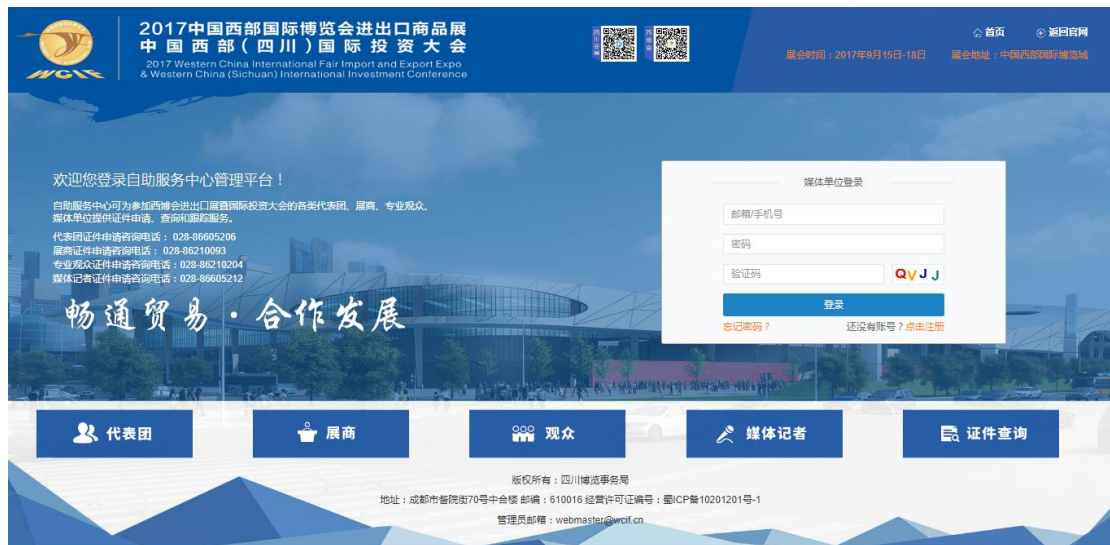 WCIF
2017中国西部国际博览会进出口商品展
中国西部(四川)国际投资大会
2017 Western China International Fair Import and Export Expo
& Western China (Sichuan) International Investment Conference
首页 返回官网
展会时间:2017年9月15日-18日 展会地址:中国西部国际博览城
欢迎您登录自助服务中心管理平台!
自助服务中心可为参加西博会进出口展暨国际投资大会的各类代表团、展商、专业观众、
媒体单位提供证件申请、查询和跟踪服务。
代表团证件申请咨询电话: 028-86605206
展商证件申请咨询电话: 028-86210093
专业观众证件申请咨询电话:028-86210204
媒体记者证件申请咨询电话:028-86605212
畅通贸易·合作发展
媒体单位登录
邮箱/手机号
密码
验证码 QVJJ
登录
忘记密码? 还没有账号?点击注册
代表团 展商 观众 媒体记者 证件查询
版权所有:四川博览事务局
地址:成都市督院街70号中合楼 邮编:610016 经营许可证编号:蜀ICP备10201201号-1
管理员邮箱:webmaster@wcif.cn